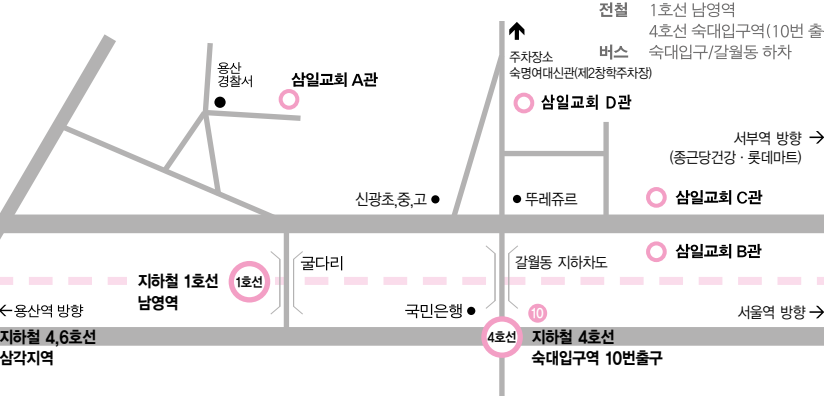 전철 1호선 남영역
4호선 숙대입구역(10번 출
버스 숙대입구/갈월동 하차
주차장소
숙명여대신관(제2창학주차장)
용산
경찰서
삼일교회 A관
삼일교회 D관
서부역 방향
(종근당건강 · 롯데마트)
신광초,중,고
뚜레쥬르
삼일교회 C관
삼일교회 B관
굴다리
갈월동 지하차도
지하철 1호선
남영역
1호선
용산역 방향
국민은행
10
서울역 방향
지하철 4,6호선
삼각지역
4호선
지하철 4호선
숙대입구역 10번출구